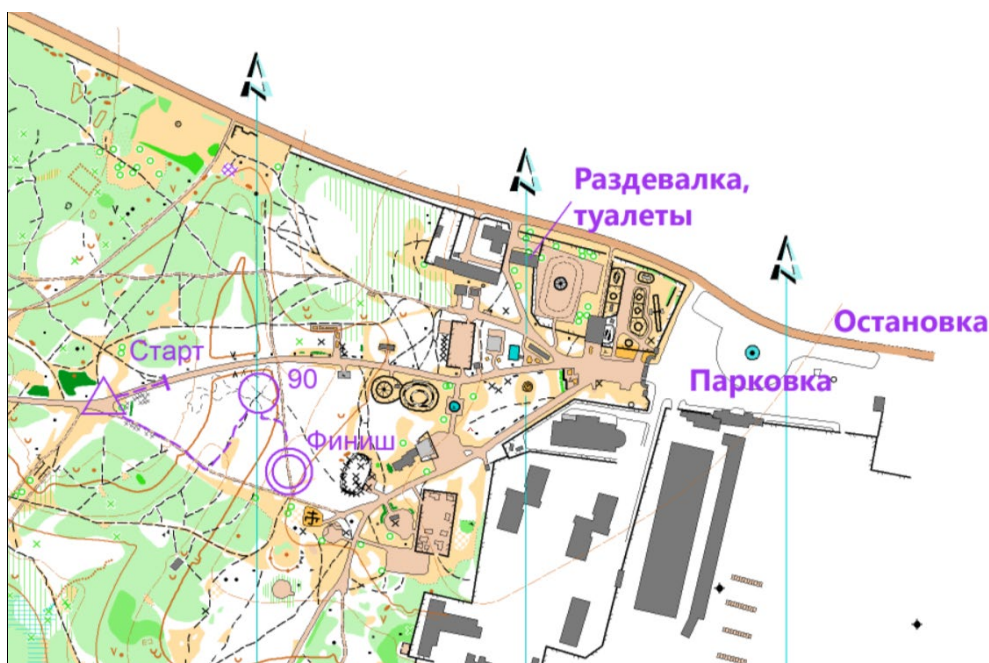 Раздевалка,
туалеты
Остановка
Старт
90
Парковка
Финиш